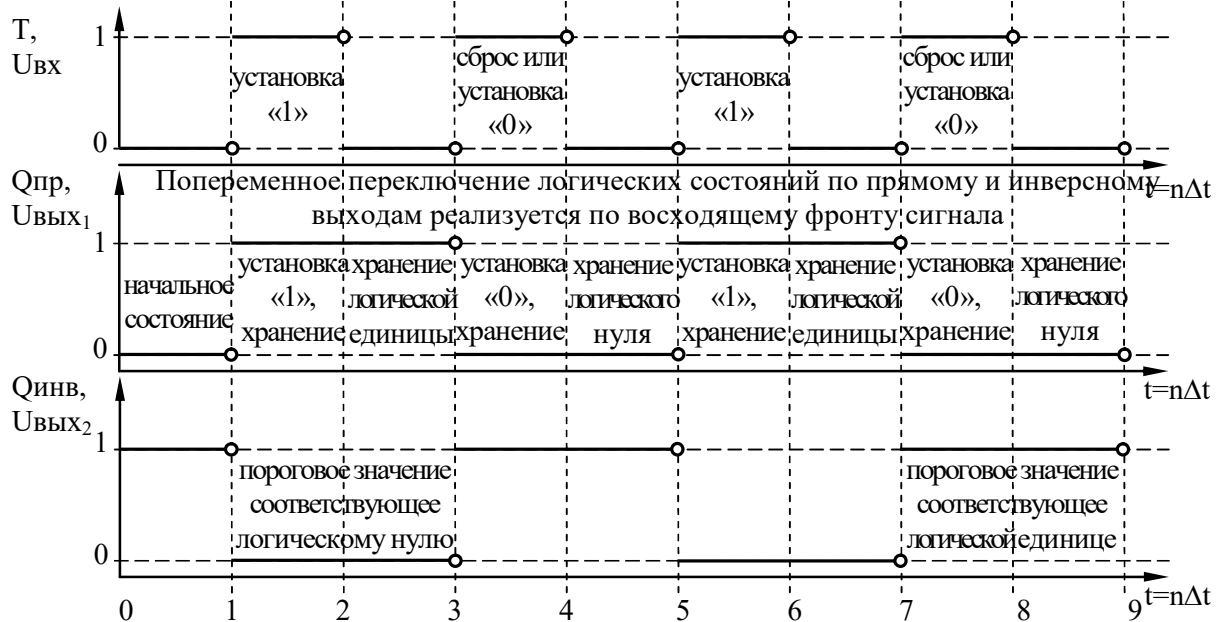 T,
Uвх
1
0
установка
«1»
сброс или
установка
«0»
установка
«1»
сброс или
установка
«0»
t=nΔt
Qпр,
Uвых₁
Попеременное переключение логических состояний по прямому и инверсному
выходам реализуется по восходящему фронту сигнала
1
0
начальное
состояние
установка
«1»,
хранение
хранение
логической
единицы
установка
«0»,
хранение
хранение
логического
нуля
установка
«1»,
хранение
хранение
логической
единицы
установка
«0»,
хранение
хранение
логического
нуля
t=nΔt
Qинв,
Uвых₂
1
0
пороговое значение
соответствующее
логическому нулю
пороговое значение
соответствующее
логической единице
t=nΔt
0 1 2 3 4 5 6 7 8 9